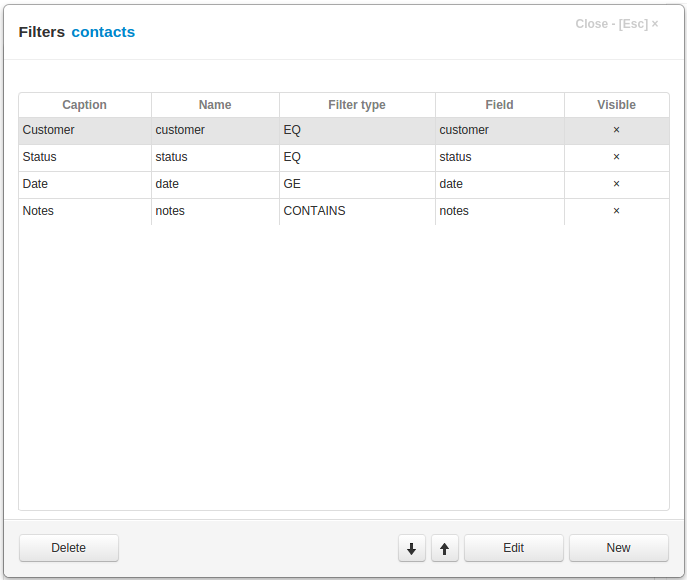 Filters contacts
Close - [Esc] ×
Caption Name Filter type Field Visible
Customer customer EQ customer ×
Status status EQ status ×
Date date GE date ×
Notes notes CONTAINS notes ×
Delete Edit New